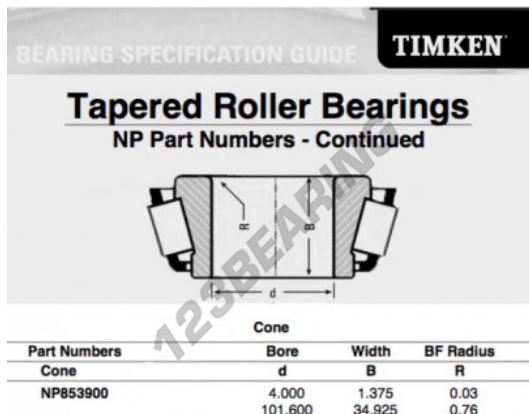 BEARING SPECIFICATION GUIDE
TIMKEN
Tapered Roller Bearings
NP Part Numbers - Continued
R
B
d
123BEARING
Cone
Part Numbers Bore Width BF Radius
Cone d B R
NP853900 4.000 1.375 0.03
101.600 34.925 0.76